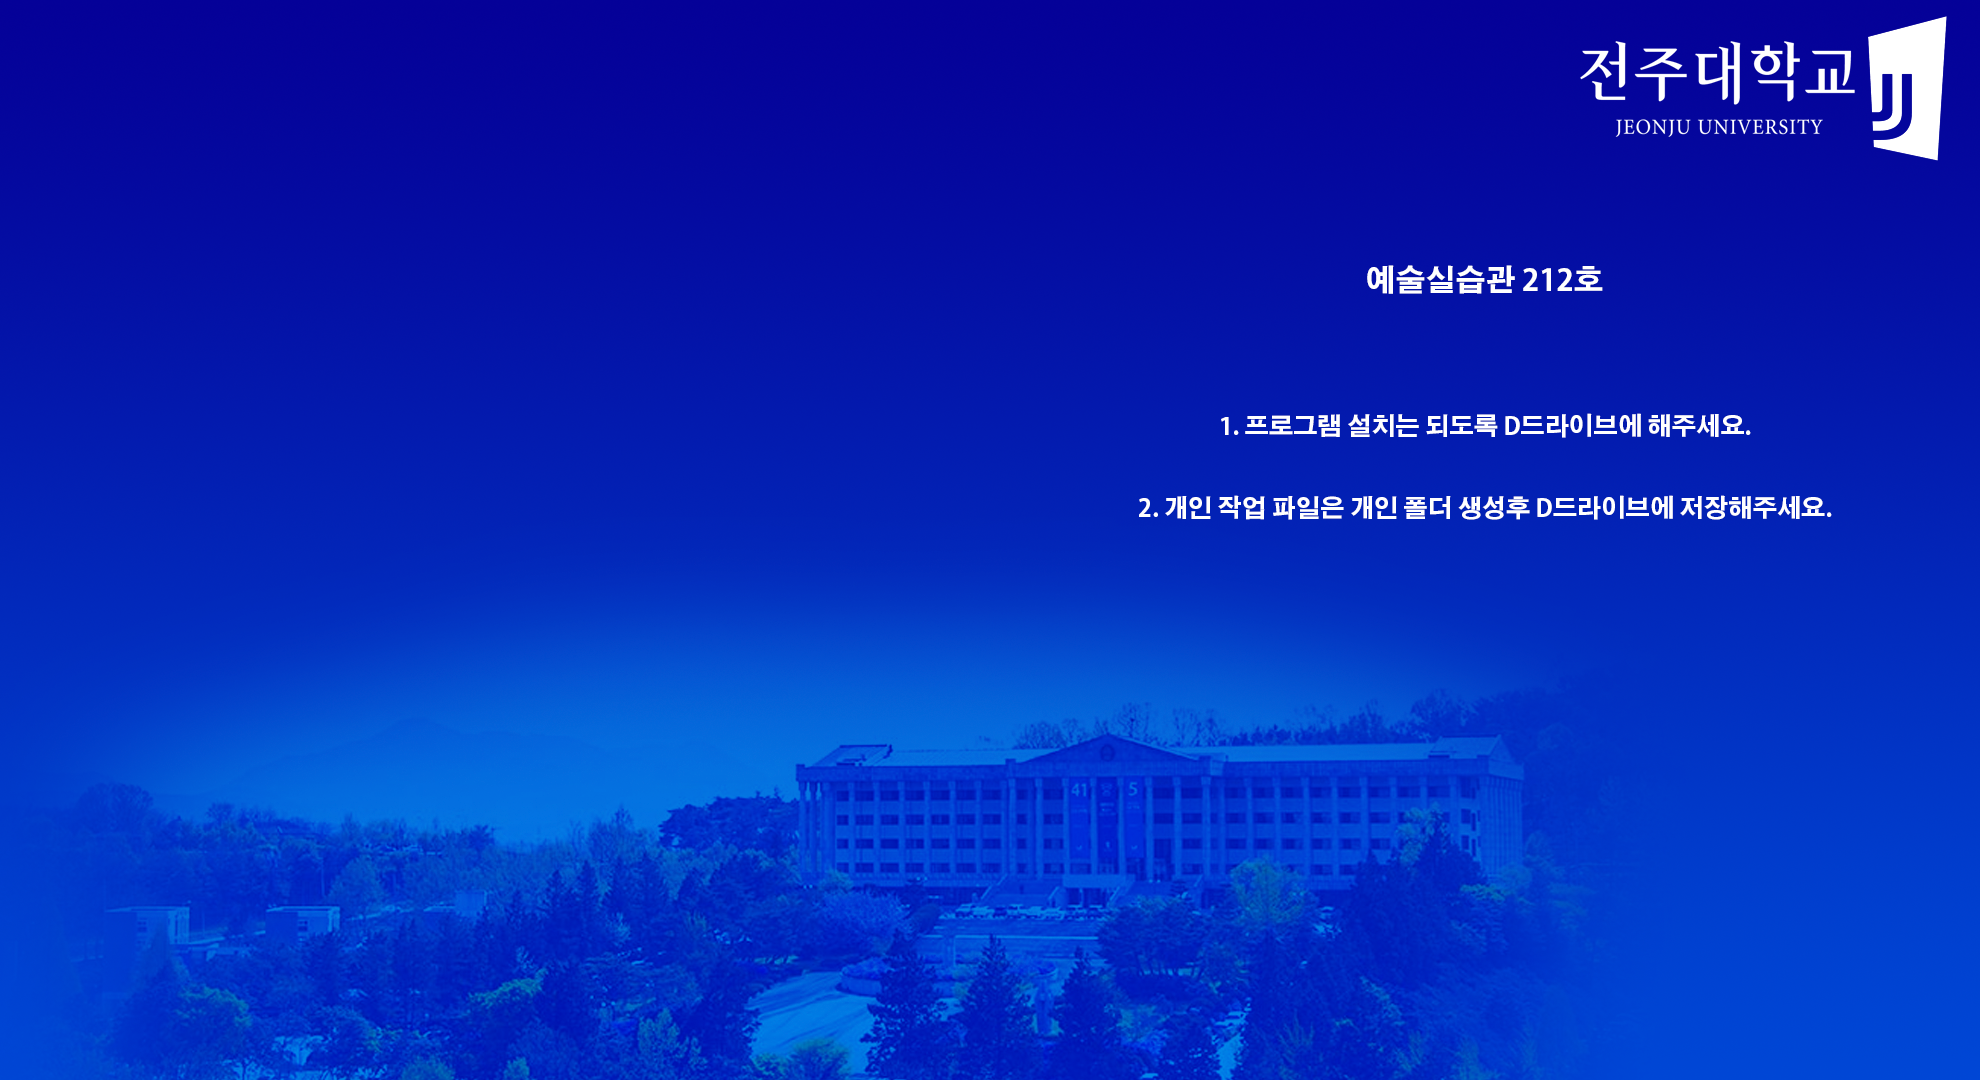 전주대학교
JEONJU UNIVERSITY
예술실습관 212호
1. 프로그램 설치는 되도록 D드라이브에 해주세요.
2. 개인 작업 파일은 개인 폴더 생성후 D드라이브에 저장해주세요.
41
5